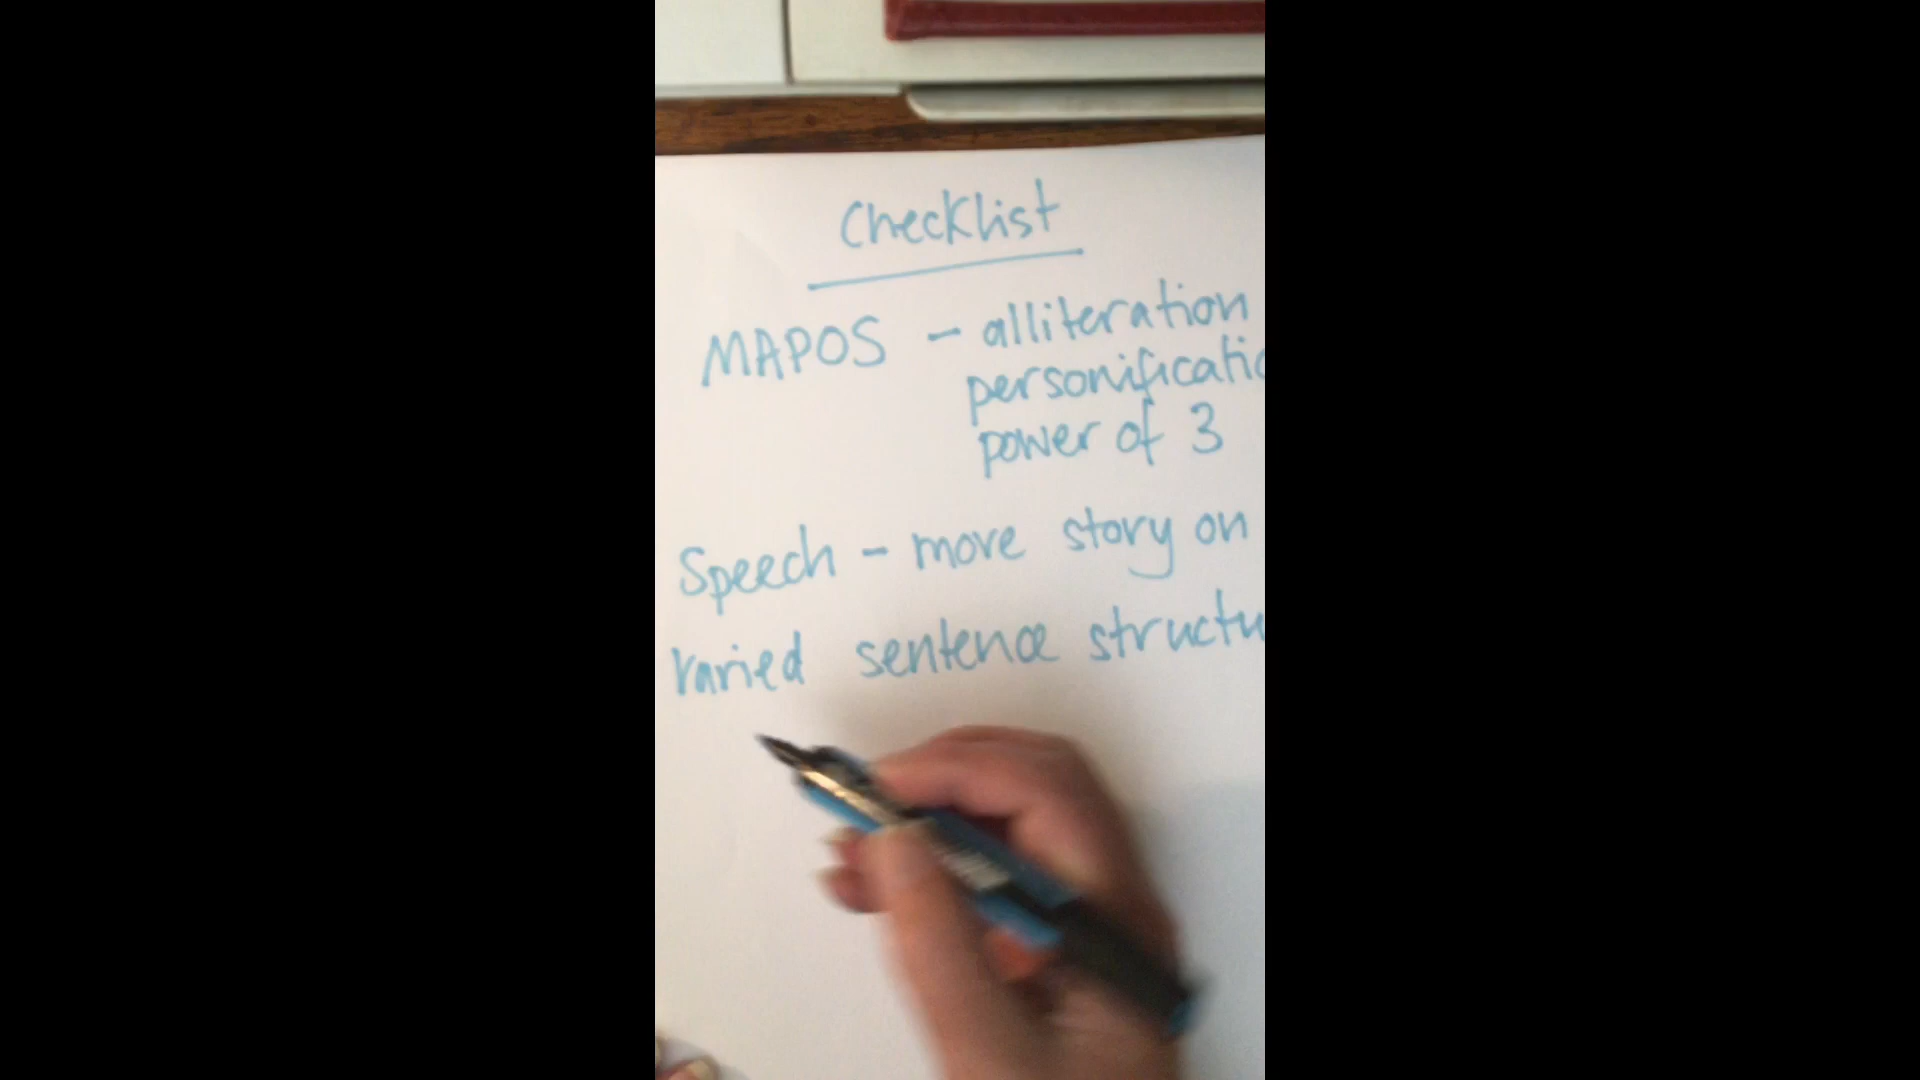 Checklist
MAPOS - alliteration
personificatio
power of 3
Speech - move story on
varied sentence structu